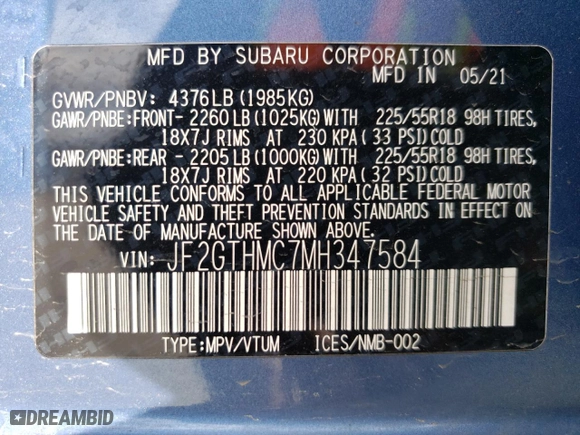 MFD BY SUBARU CORPORATION
MFD IN 05/21
GVWR/PNBV: 4376LB (1985KG)
GAWR/PNBE:FRONT- 2260 LB (1025KG) WITH 225/55R18 98H TIRES,
18X7J RIMS AT 230 KPA ( 33 PSI) COLD
GAWR/PNBE:REAR - 2205 LB (1000KG) WITH 225/55R18 98H TIRES,
18X7J RIMS AT 220 KPA ( 32 PSI) COLD
THIS VEHICLE CONFORMS TO ALL APPLICABLE FEDERAL MOTOR
VEHICLE SAFETY AND THEFT PREVENTION STANDARDS IN EFFECT ON
THE DATE OF MANUFACTURE SHOWN ABOVE.
VIN: JF2GTHMC7MH347584
TYPE:MPV/VTUM ICES/NMB-002
DREAMBID